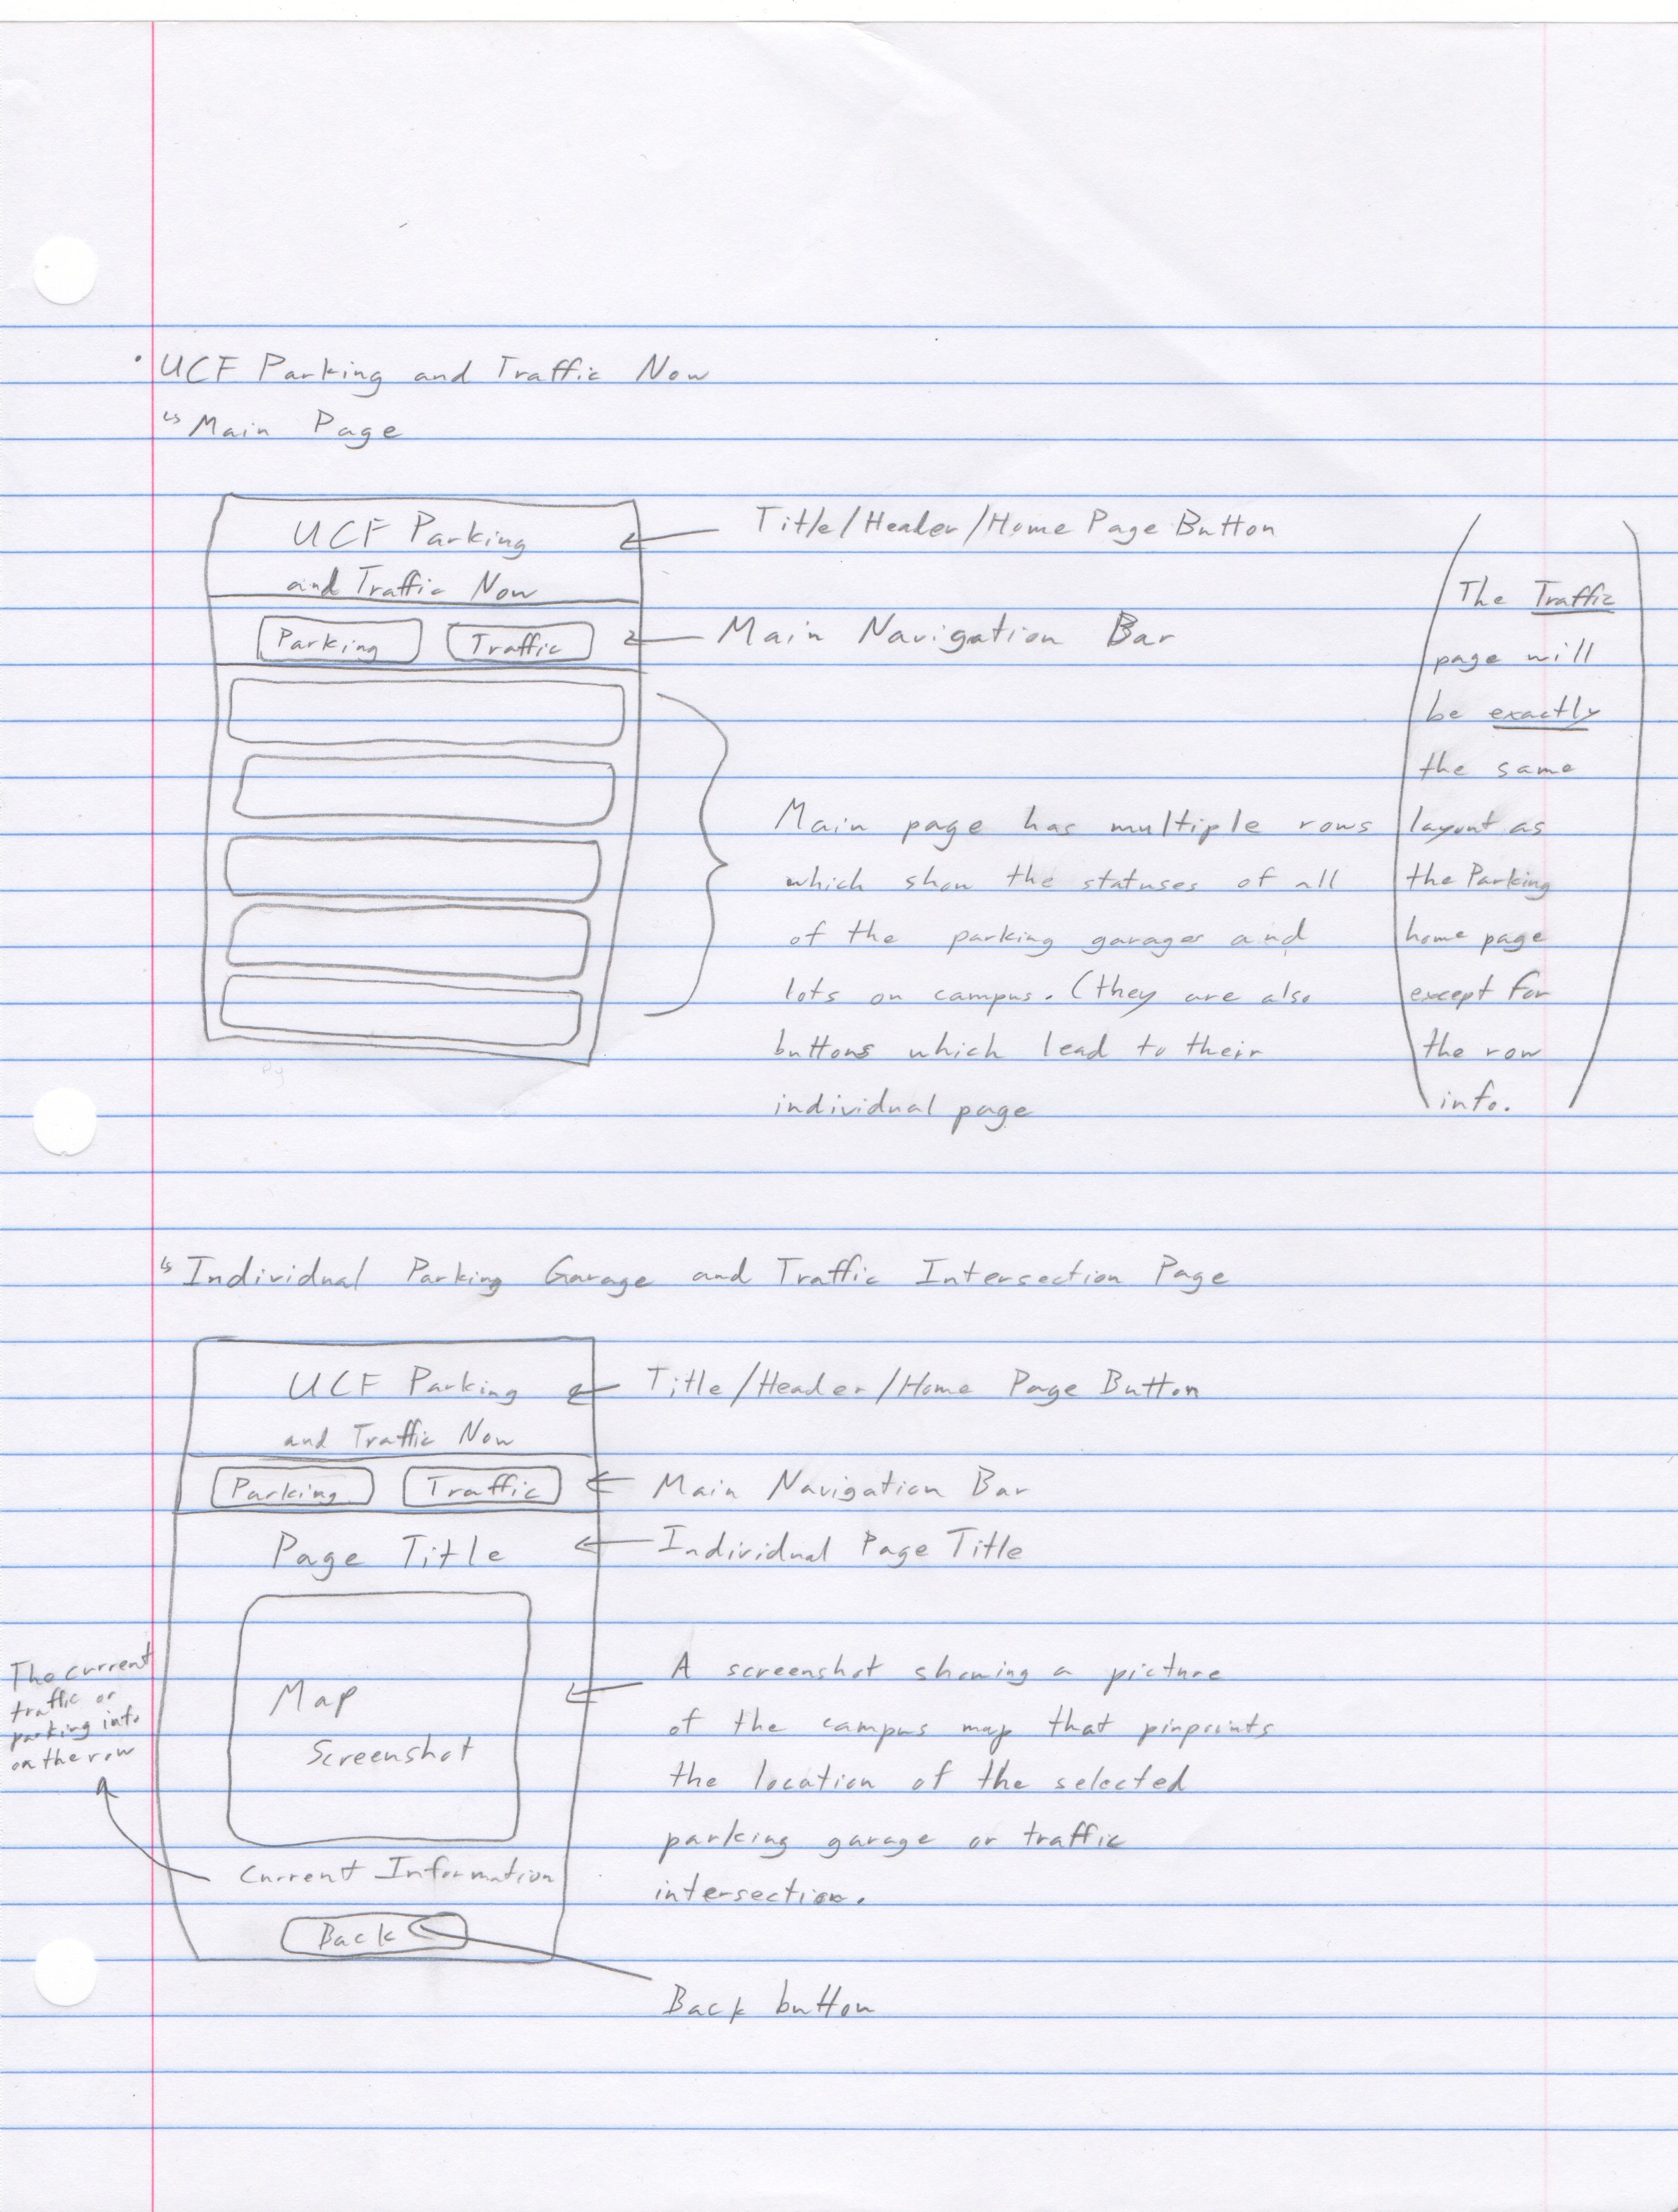 • UCF Parking and Traffic Now
↳ Main Page
UCF Parking
and Traffic Now
Title/Header/Home Page Button
Parking Traffic
Main Navigation Bar
Main page has multiple rows
which show the statuses of all
of the parking garages and
lots on campus. (they are also
buttons which lead to their
individual page
The Traffic
page will
be exactly
the same
layout as
the Parking
home page
except for
the row
info.
↳ Individual Parking Garage and Traffic Intersection Page
UCF Parking
and Traffic Now
Title/Header/Home Page Button
Parking Traffic
Main Navigation Bar
Page Title
Individual Page Title
Map
Screenshot
A screenshot showing a picture
of the campus map that pinpoints
the location of the selected
parking garage or traffic
intersection.
The current
traffic or
parking info
on the row
Current Information
Back
Back button